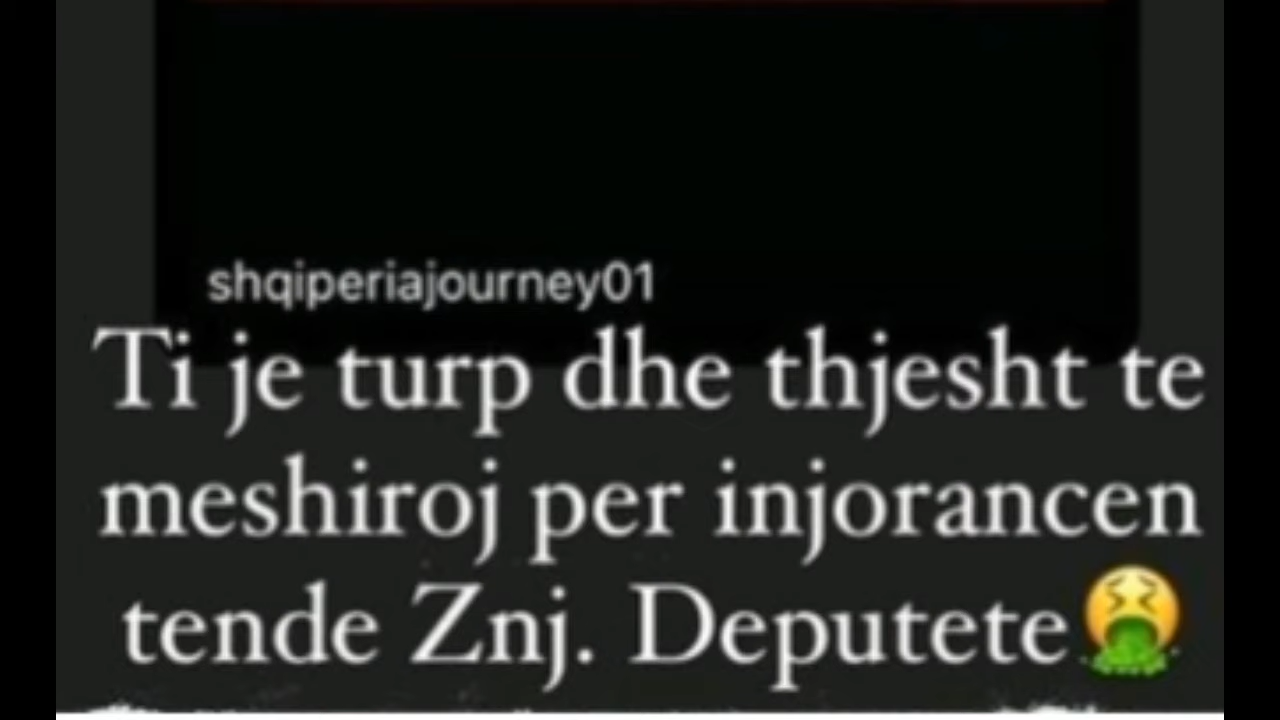 shqiperiajourney01
Ti je turp dhe thjesht te
meshiroj per injorancen
tende Znj. Deputete🤮